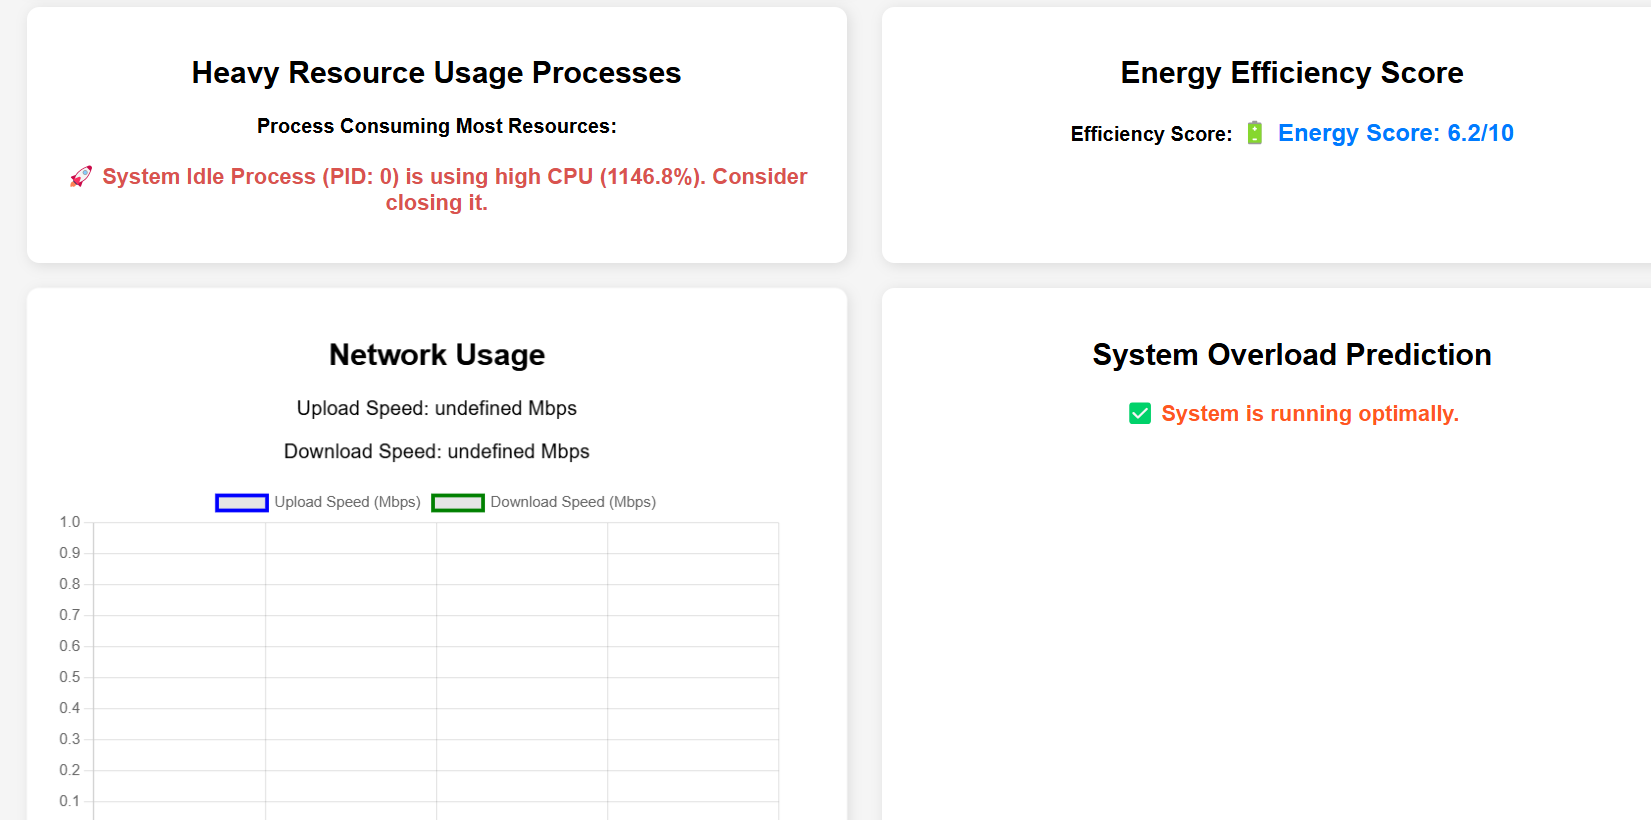 Heavy Resource Usage Processes
Process Consuming Most Resources:
🚀 System Idle Process (PID: 0) is using high CPU (1146.8%). Consider
closing it.
Energy Efficiency Score
Efficiency Score: 🔋 Energy Score: 6.2/10
Network Usage
Upload Speed: undefined Mbps
Download Speed: undefined Mbps
Upload Speed (Mbps) Download Speed (Mbps)
1.0
0.9
0.8
0.7
0.6
0.5
0.4
0.3
0.2
0.1
System Overload Prediction
✅ System is running optimally.